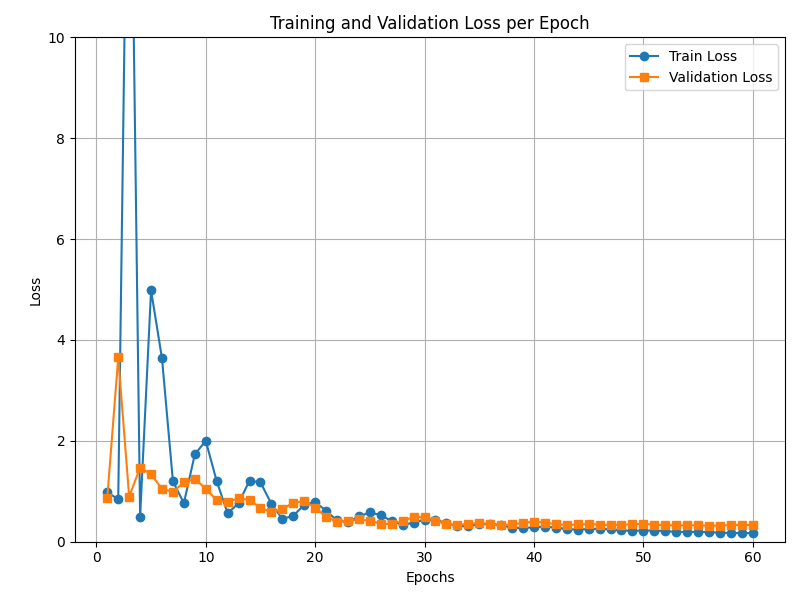 Training and Validation Loss per Epoch
Train Loss
Validation Loss
Loss
10
8
6
4
2
0
0 10 20 30 40 50 60
Epochs